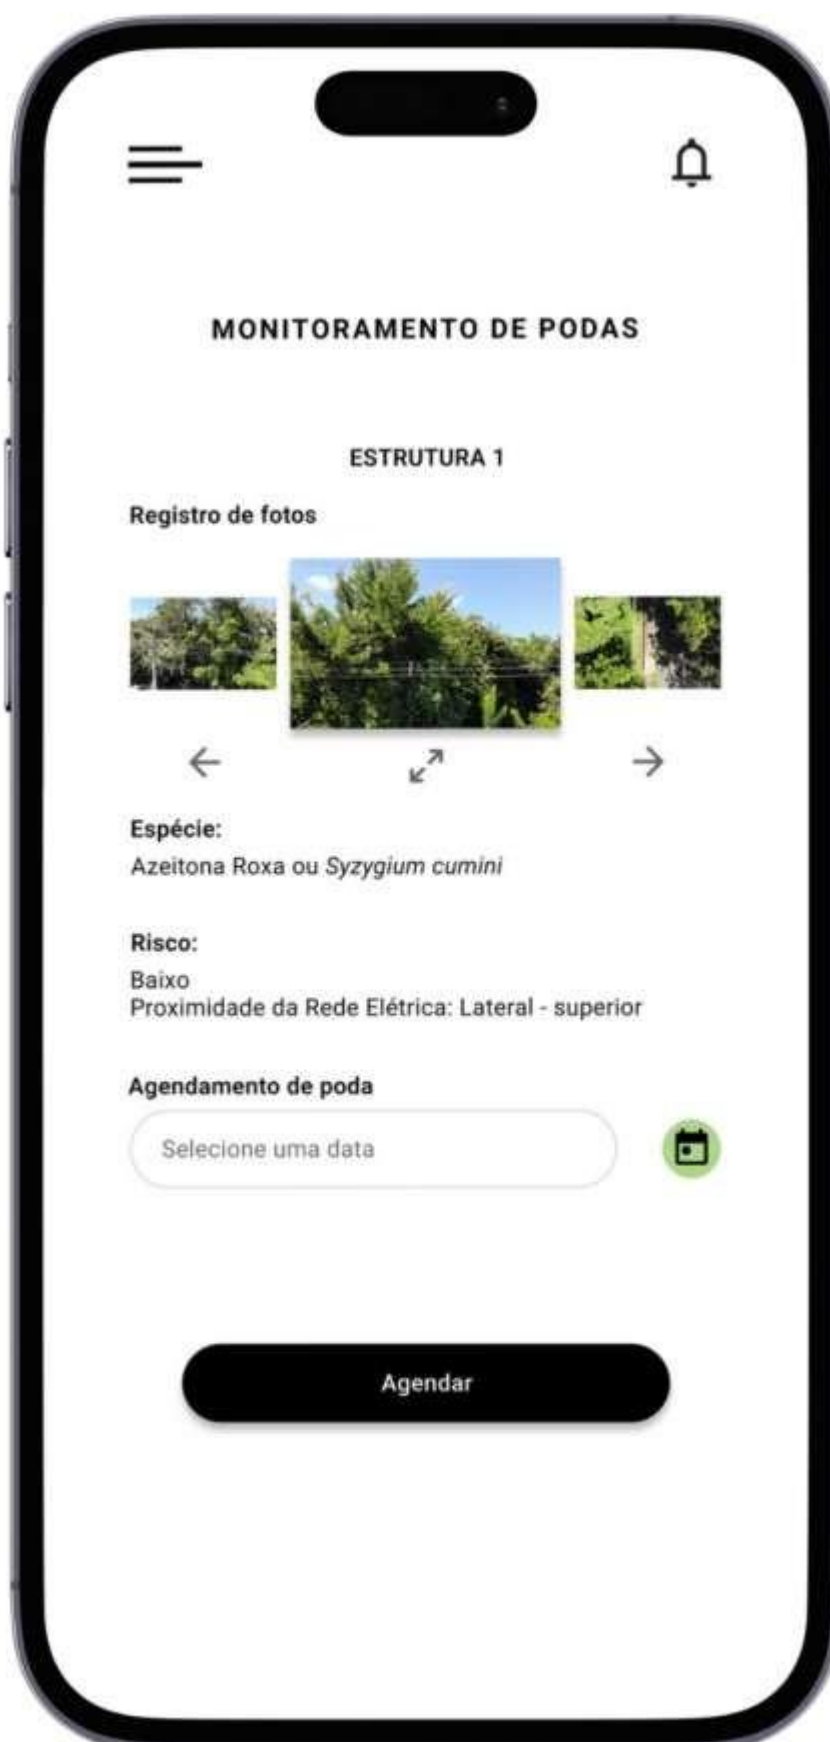 MONITORAMENTO DE PODAS
ESTRUTURA 1
Registro de fotos
Espécie:
Azeitona Roxa ou Syzygium cumini
Risco:
Baixo
Proximidade da Rede Elétrica: Lateral - superior
Agendamento de poda
Selecione uma data
Agendar